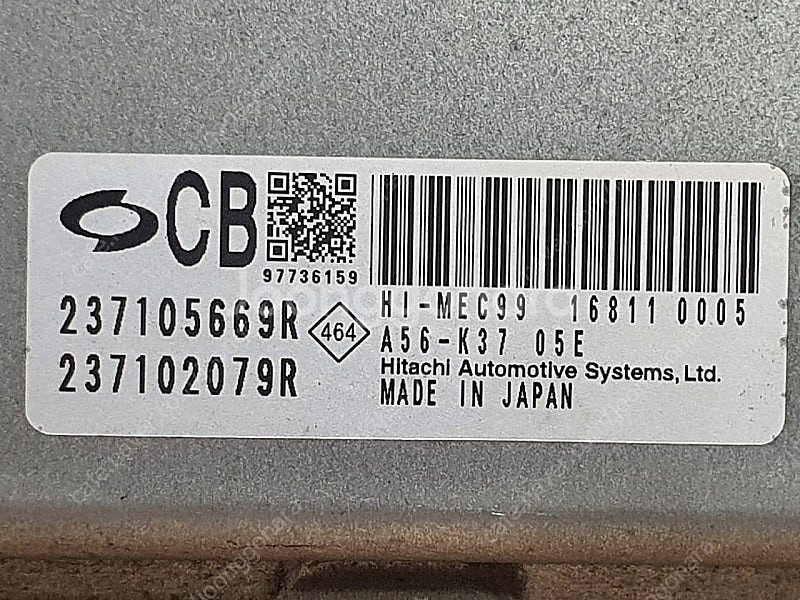 CB
97736159
237105669R
237102079R
464
HI-MEC99 16811 0005
A56-K37 05E
Hitachi Automotive Systems, Ltd.
MADE IN JAPAN